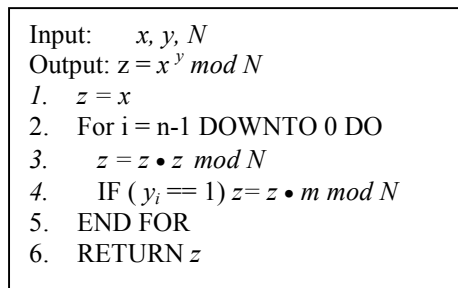 Input: x, y, N
Output: z = x^y mod N
1. z = x
2. For i = n-1 DOWNTO 0 DO
3. z = z • z mod N
4. IF ( y_i == 1) z= z • m mod N
5. END FOR
6. RETURN z